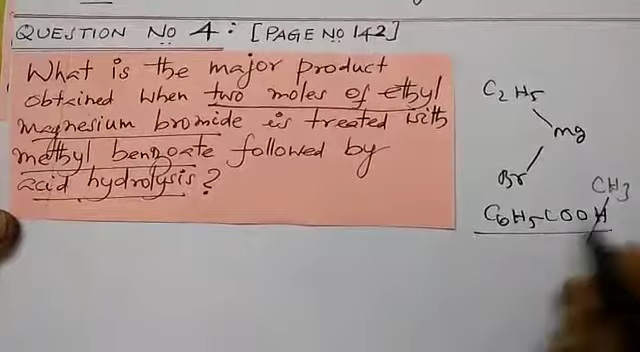 QUESTION NO 4: [PAGE NO 142]
What is the major product
obtained when two moles of ethyl
magnesium bromide is treated with
methyl benzoate followed by
acid hydrolysis?
C2H5
Mg
Br
CH3
C6H5COOH